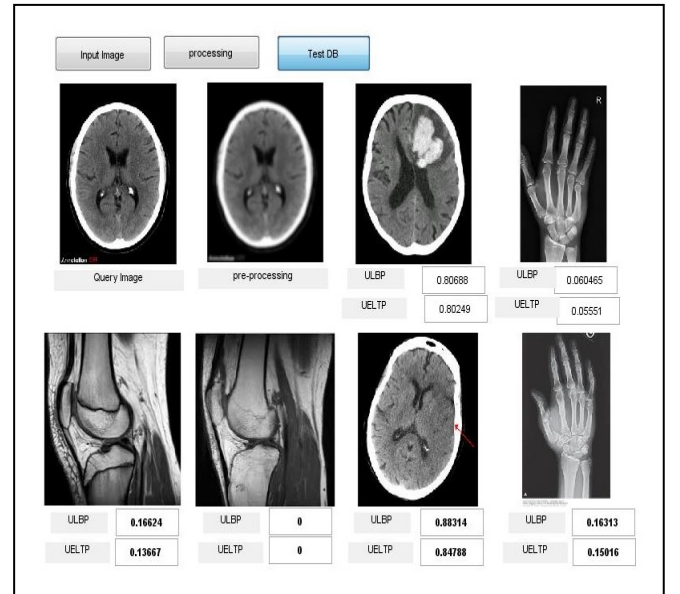 Input Image processing Test DB
R
Query Image pre-processing ULBP 0.80688 ULBP 0.060465
UELTP 0.80249 UELTP 0.05551
ULBP 0.16624 ULBP 0 ULBP 0.88314 ULBP 0.16313
UELTP 0.13667 UELTP 0 UELTP 0.84788 UELTP 0.15016